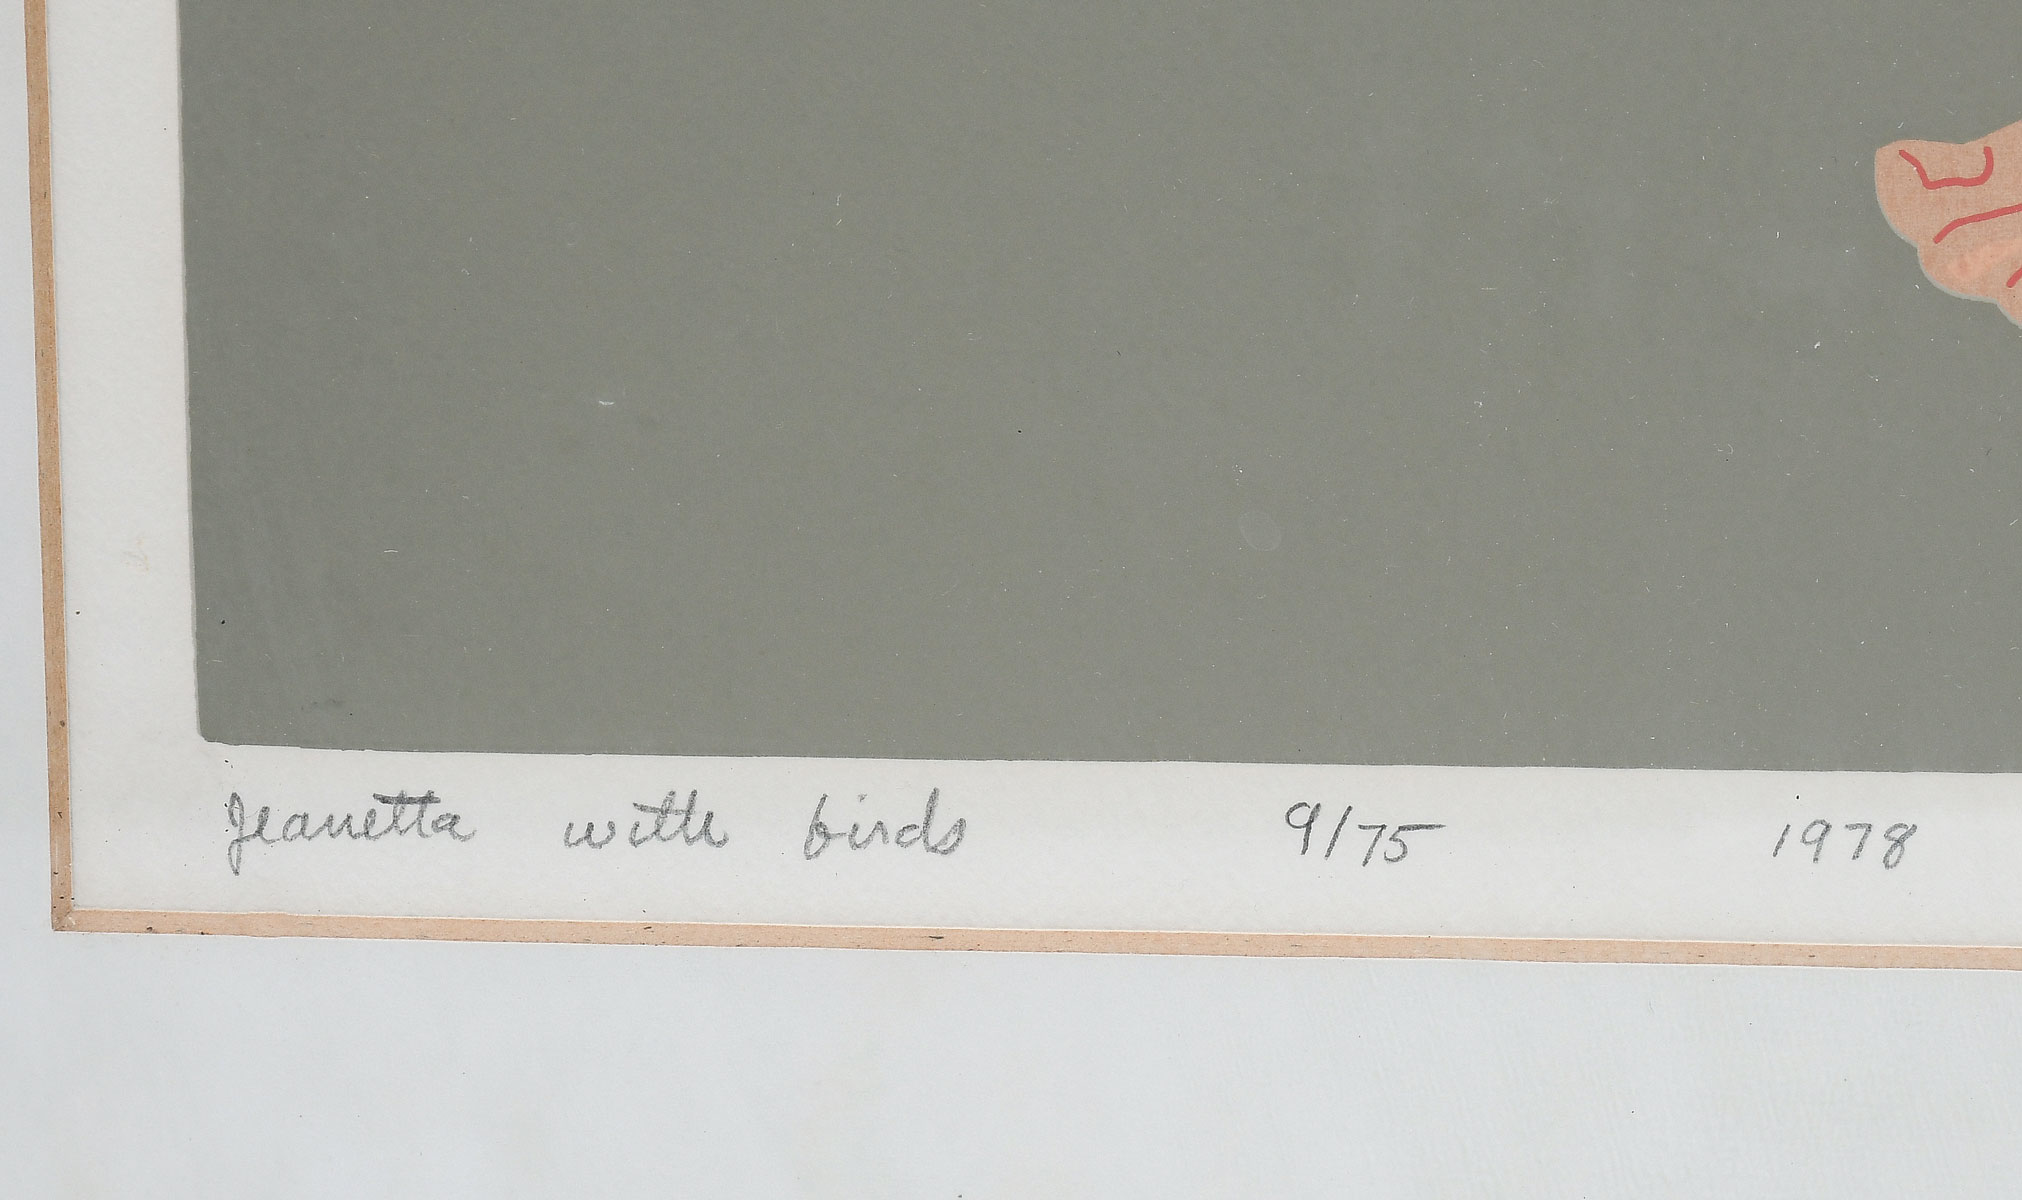 Jeanetta with birds 9/75 1978